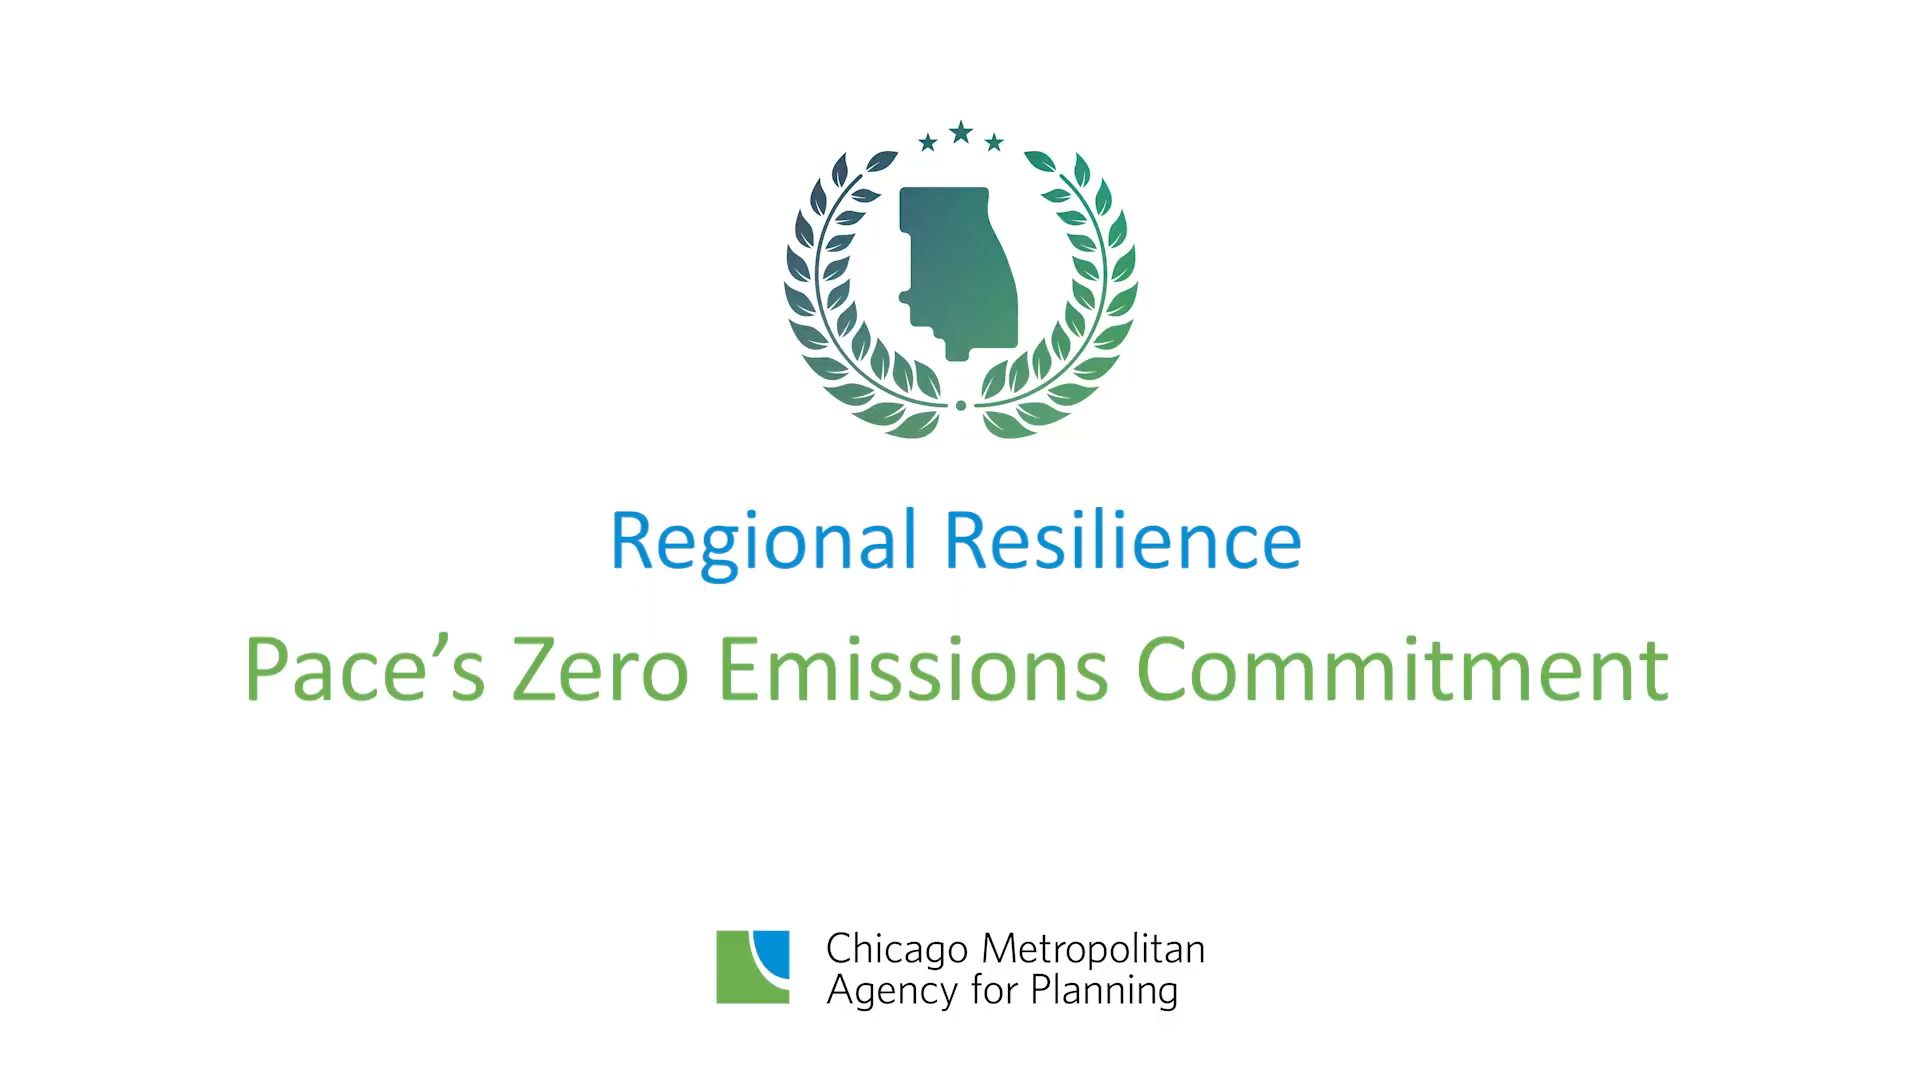 Regional Resilience
Pace’s Zero Emissions Commitment
Chicago Metropolitan
Agency for Planning